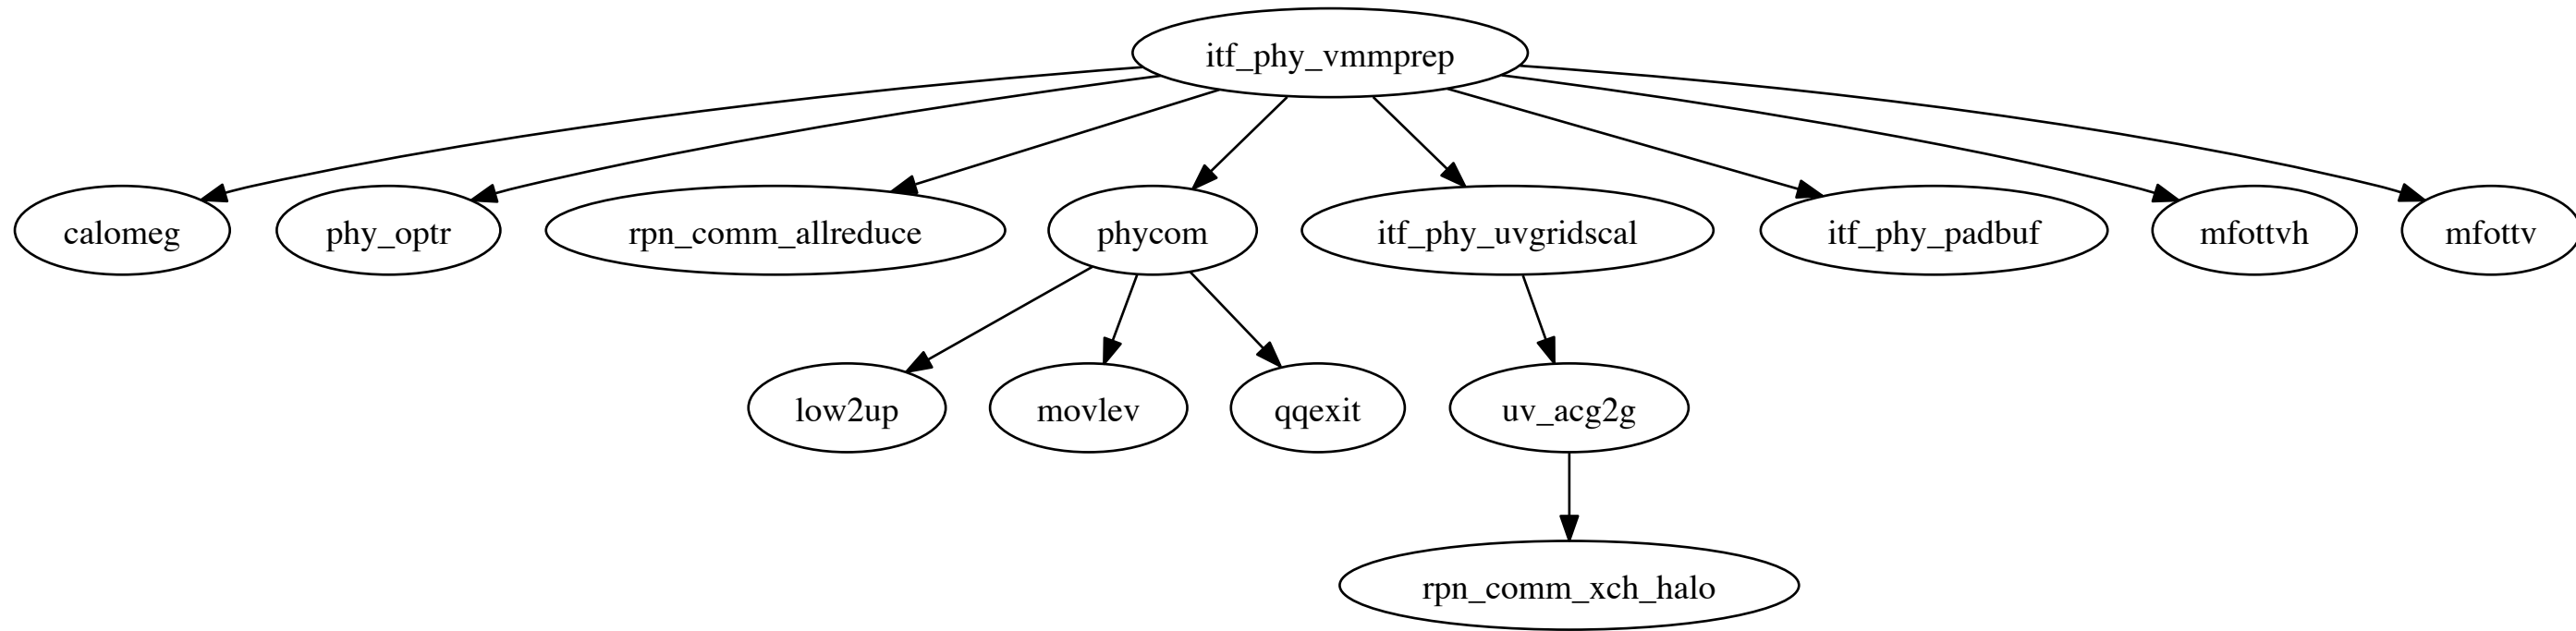 itf_phy_vmmprep
calomeg
phy_optr
rpn_comm_allreduce
phycom
itf_phy_uvgridscal
itf_phy_padbuf
mfottvh
mfottv
low2up
movlev
qqexit
uv_acg2g
rpn_comm_xch_halo